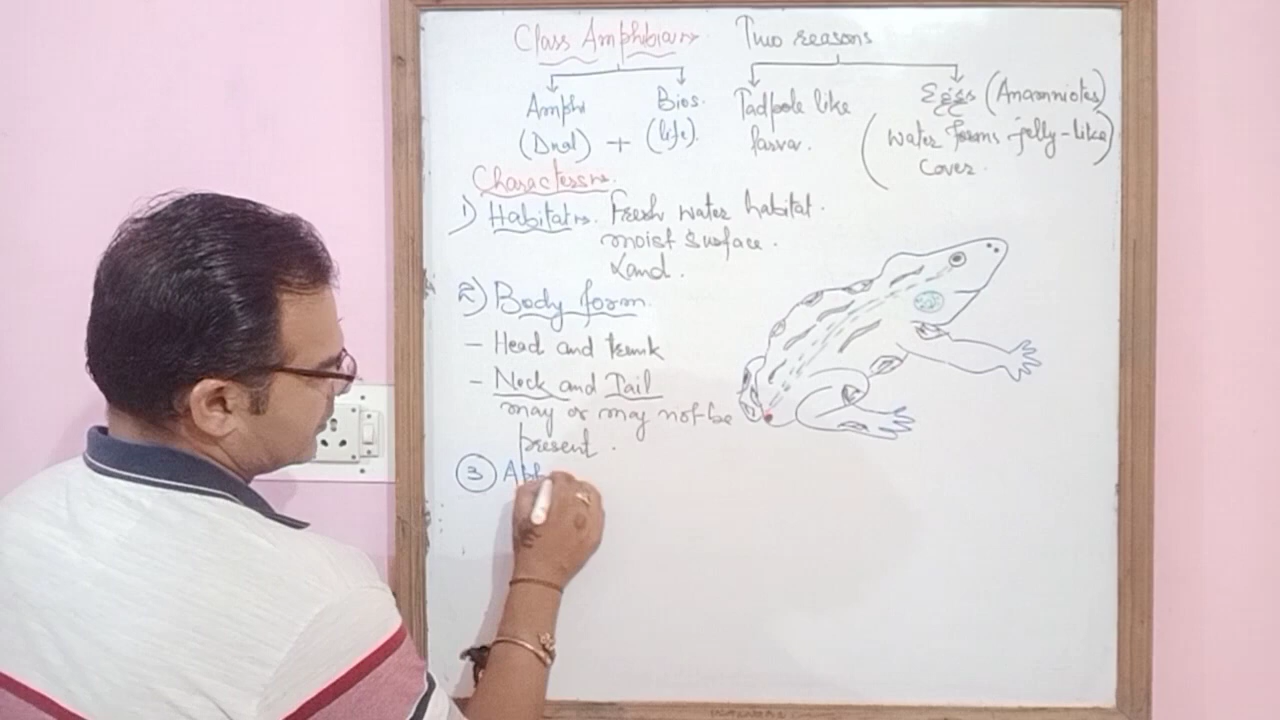 Class Amphibia:→ Two reasons
Amphi Bios. Tadpole like Eggs (Anamniotes)
(Dual) + (life). larva. (Water forms jelly-like)
Cover.
Characters:
1) Habitat:- Fresh water habitat.
moist surface.
Land.
2) Body form.
- Head and trunk
- Neck and Tail
may or may not be
present.
3